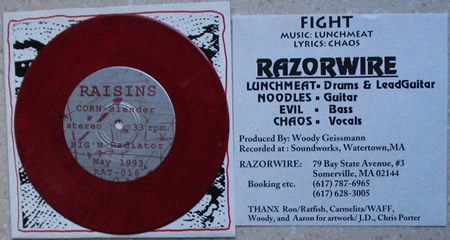 RAISINS
CORN-Blender
stereo 33 rpm
BIG'N-Radiator
May 1993
RAT-016
FIGHT
MUSIC: LUNCHMEAT
LYRICS: CHAOS
RAZORWIRE
LUNCHMEAT- Drums & LeadGuitar
NOODLES- Guitar
EVIL - Bass
CHAOS - Vocals
Produced By: Woody Geissmann
Recorded at : Soundworks, Watertown,MA
RAZORWIRE: 79 Bay State Avenue, #3
Somerville, MA 02144
Booking etc. (617) 787-6965
(617) 628-3005
THANX Ron/Ratfish, Carmelita/WAFF,
Woody, and Aaron for artwork/ J.D., Chris Porter